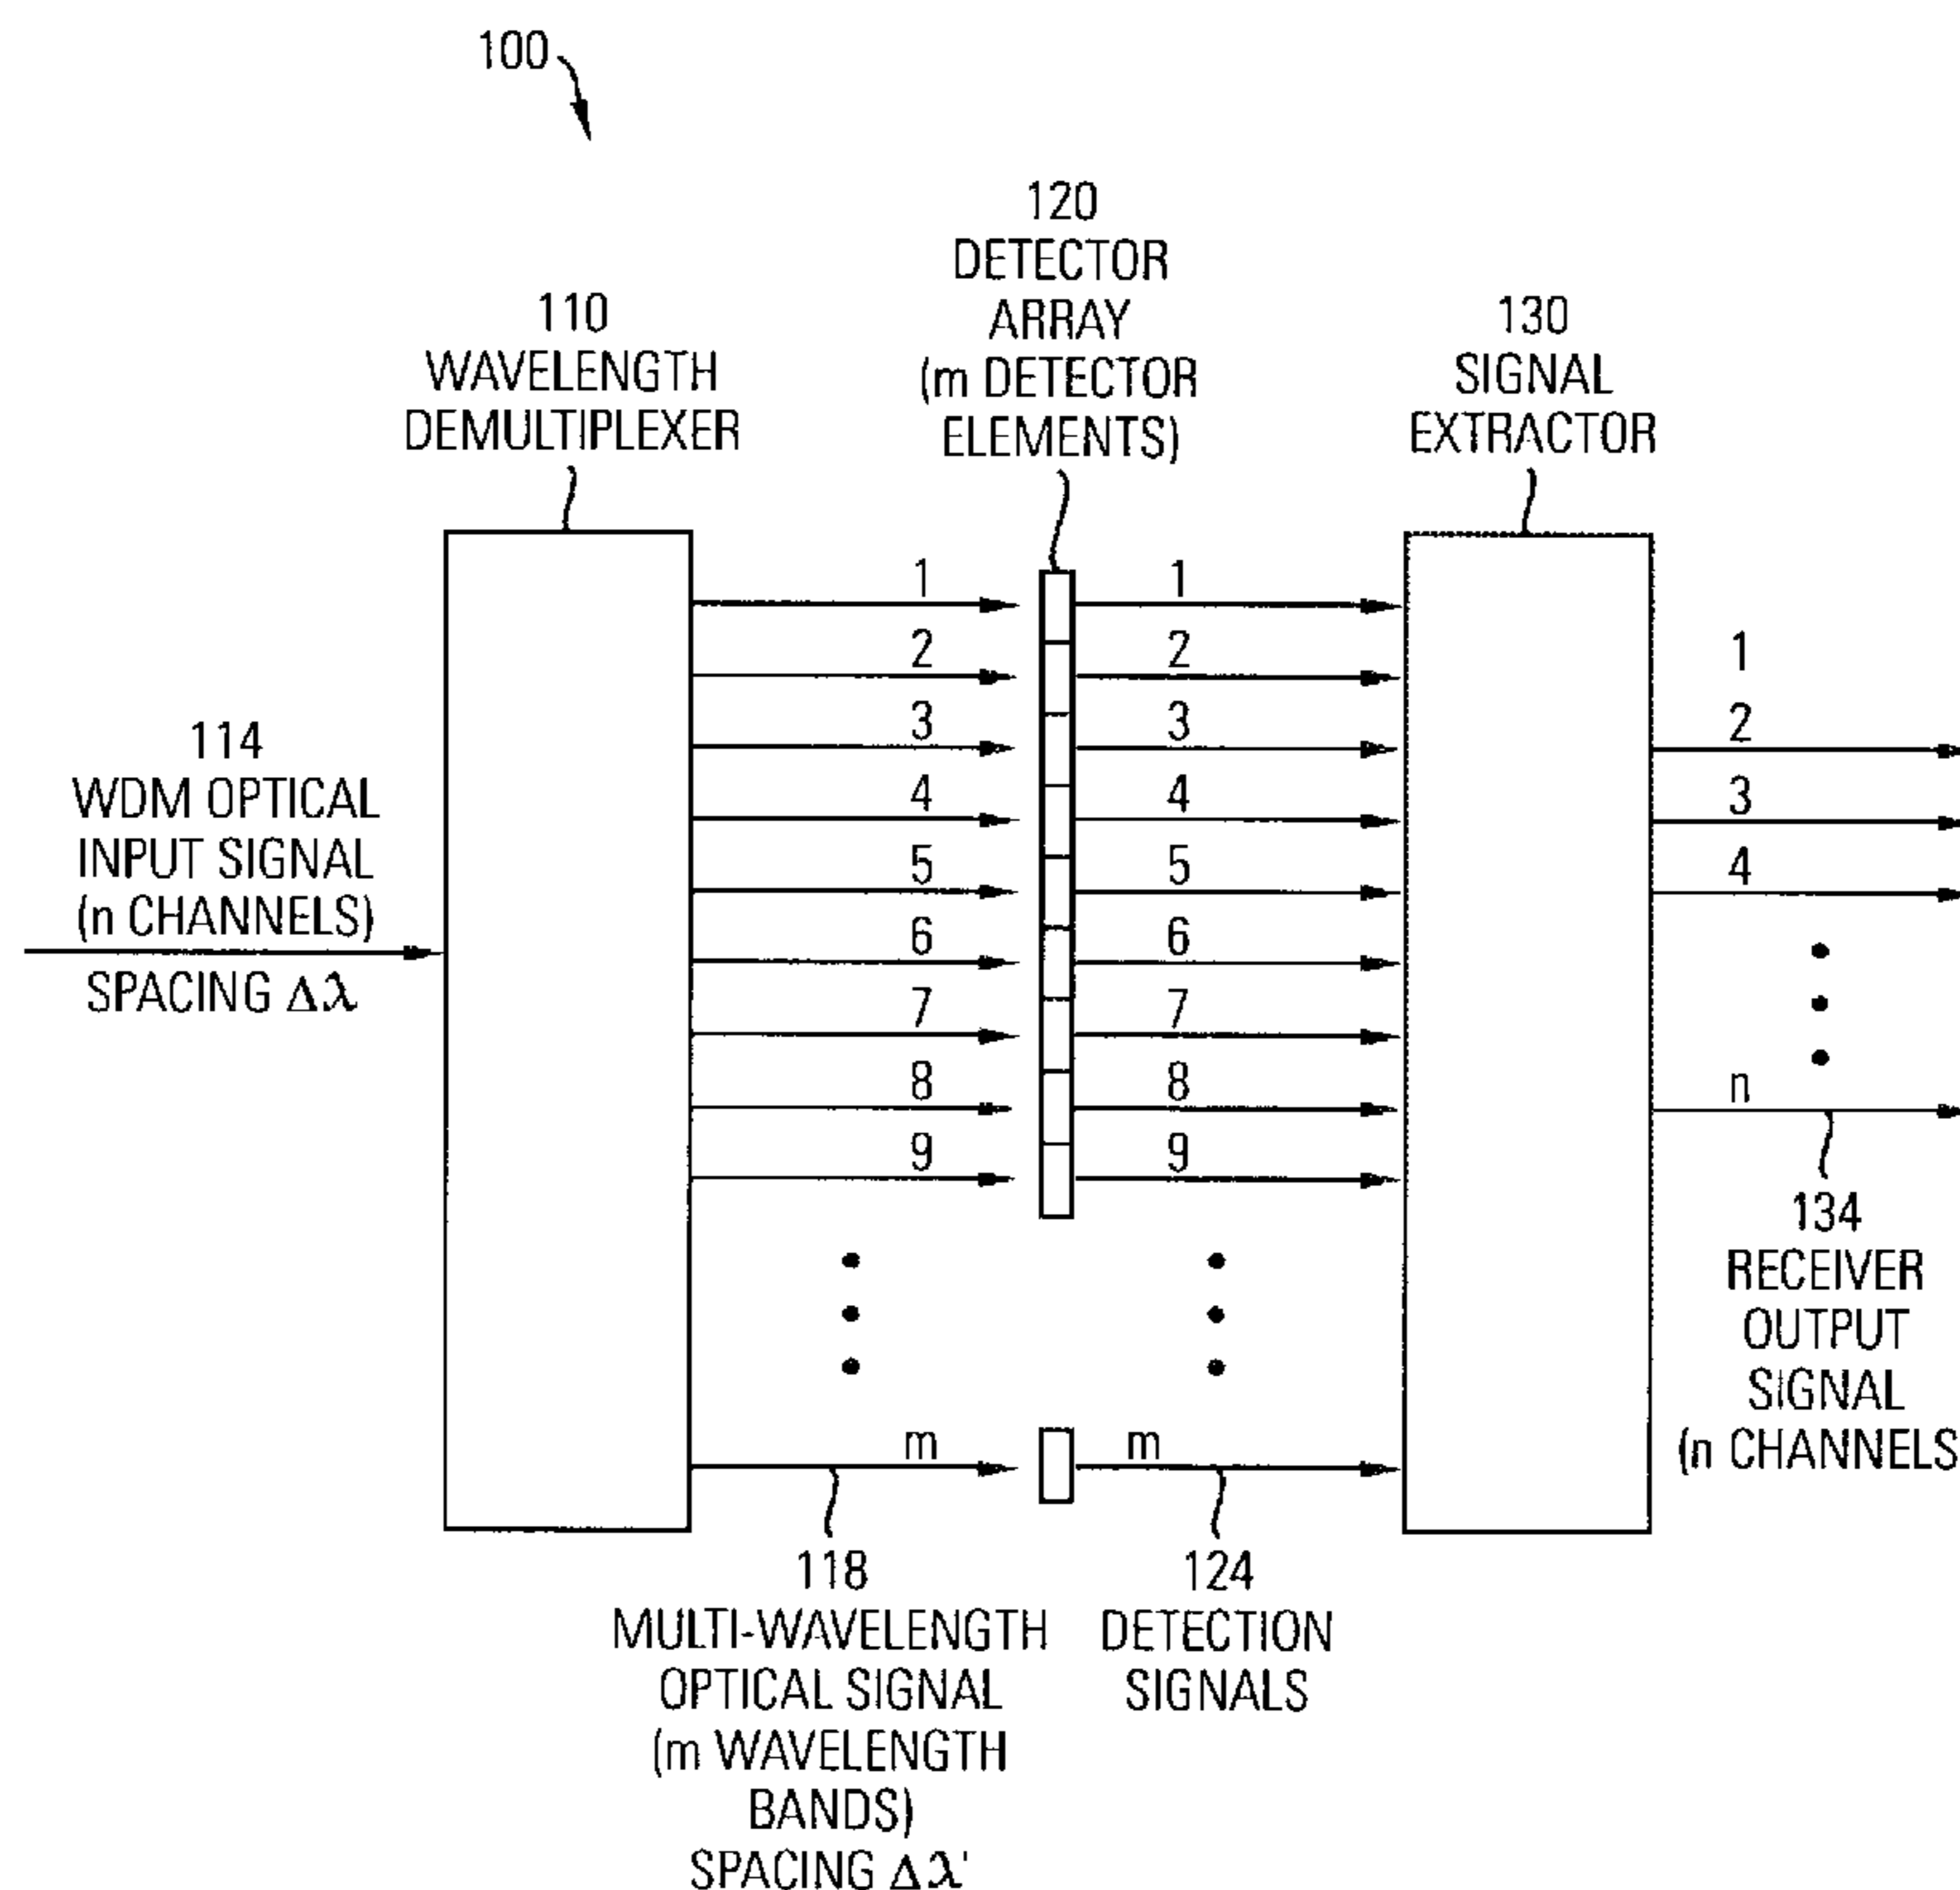 100
120
DETECTOR
ARRAY
(m DETECTOR
ELEMENTS)
110
WAVELENGTH
DEMULTIPLEXER
130
SIGNAL
EXTRACTOR
114
WDM OPTICAL
INPUT SIGNAL
(n CHANNELS)
SPACING Δλ
1
2
3
4
5
6
7
8
9
m
1
2
3
4
5
6
7
8
9
m
1
2
3
4
n
134
RECEIVER
OUTPUT
SIGNAL
(n CHANNELS
118
MULTI-WAVELENGTH
OPTICAL SIGNAL
(m WAVELENGTH
BANDS)
SPACING Δλ'
124
DETECTION
SIGNALS